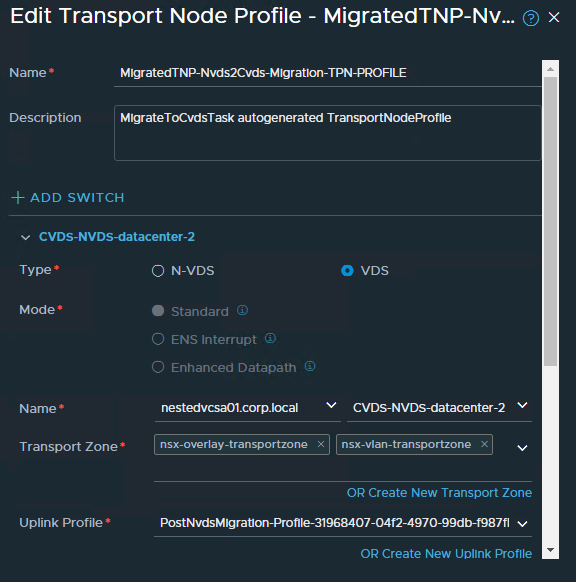 Edit Transport Node Profile - MigratedTNP-Nv...
Name*
MigratedTNP-Nvds2Cvds-Migration-TPN-PROFILE
Description
MigrateToCvdsTask autogenerated TransportNodeProfile
+ ADD SWITCH
CVDS-NVDS-datacenter-2
Type* N-VDS VDS
Mode* Standard
ENS Interrupt
Enhanced Datapath
Name* nestedvcsa01.corp.local CVDS-NVDS-datacenter-2
Transport Zone* nsx-overlay-transportzone × nsx-vlan-transportzone ×
OR Create New Transport Zone
Uplink Profile* PostNvdsMigration-Profile-31968407-04f2-4970-99db-f987fl
OR Create New Uplink Profile